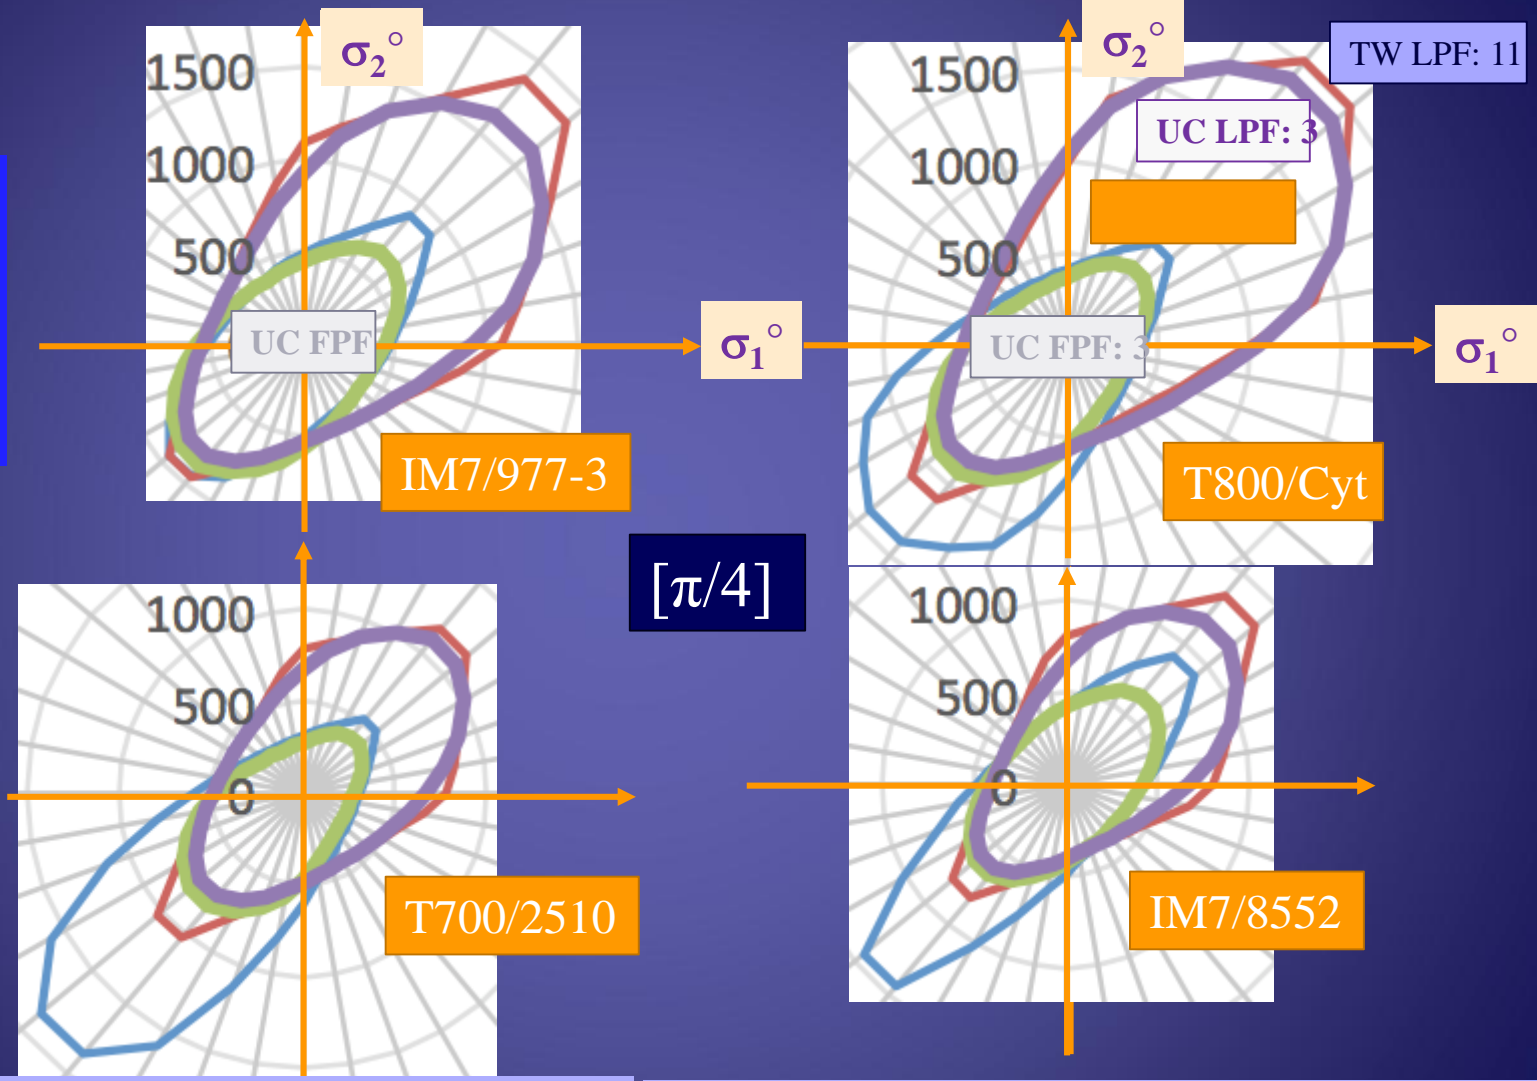 σ₂°
1500
1000
500
UC FPF
σ₁°
IM7/977-3
σ₂°
TW LPF: 11
1500
UC LPF: 3
1000
500
UC FPF: 3
σ₁°
T800/Cyt
[π/4]
1000
500
0
T700/2510
1000
500
0
IM7/8552